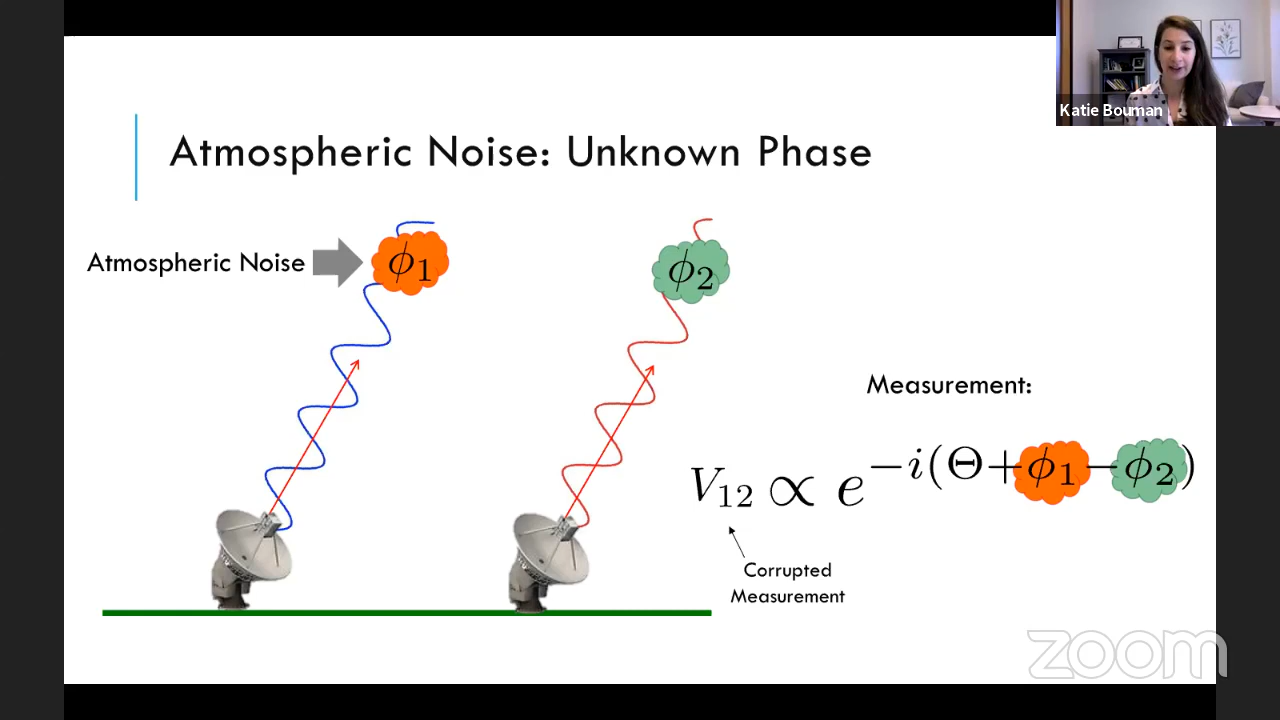 Katie Bouman
Atmospheric Noise: Unknown Phase
Atmospheric Noise
ϕ₁
ϕ₂
Measurement:
V₁₂ ∝ e^{−i(Θ+ϕ₁−ϕ₂)}
Corrupted
Measurement
zoom